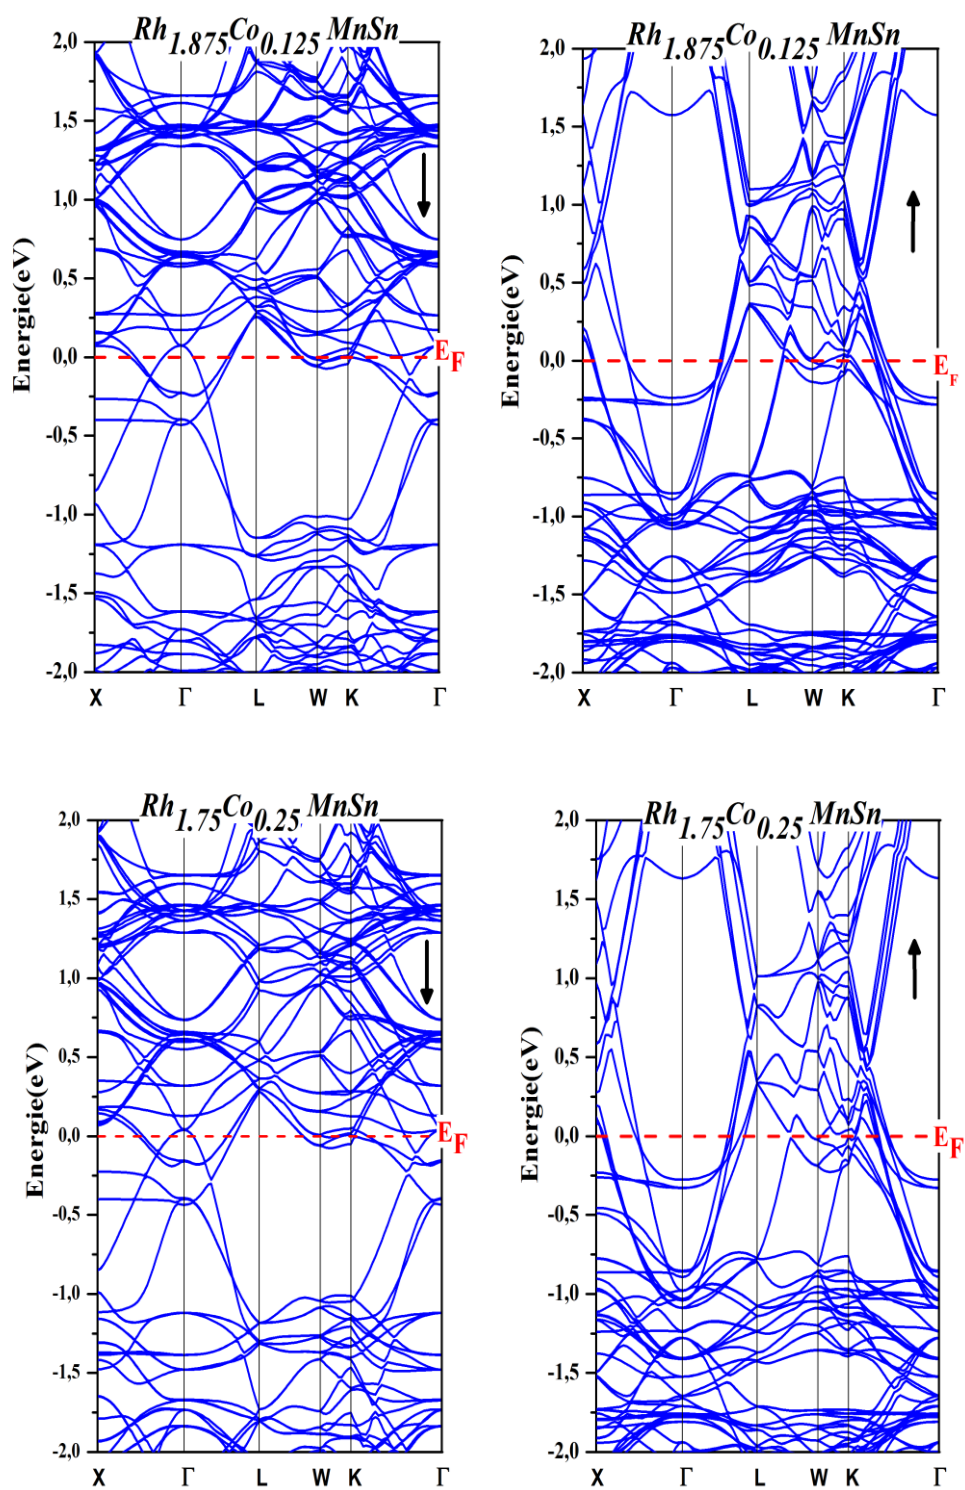 Rh1.875Co0.125MnSn
Energie(eV)
2,0
1,5
1,0
0,5
0,0
-0,5
-1,0
-1,5
-2,0
EF
X Γ L W K Γ
Rh1.875Co0.125MnSn
Energie(eV)
2,0
1,5
1,0
0,5
0,0
-0,5
-1,0
-1,5
-2,0
EF
X Γ L W K Γ
Rh1.75Co0.25MnSn
Energie(eV)
2,0
1,5
1,0
0,5
0,0
-0,5
-1,0
-1,5
-2,0
EF
X Γ L W K Γ
Rh1.75Co0.25MnSn
Energie(eV)
2,0
1,5
1,0
0,5
0,0
-0,5
-1,0
-1,5
-2,0
EF
X Γ L W K Γ